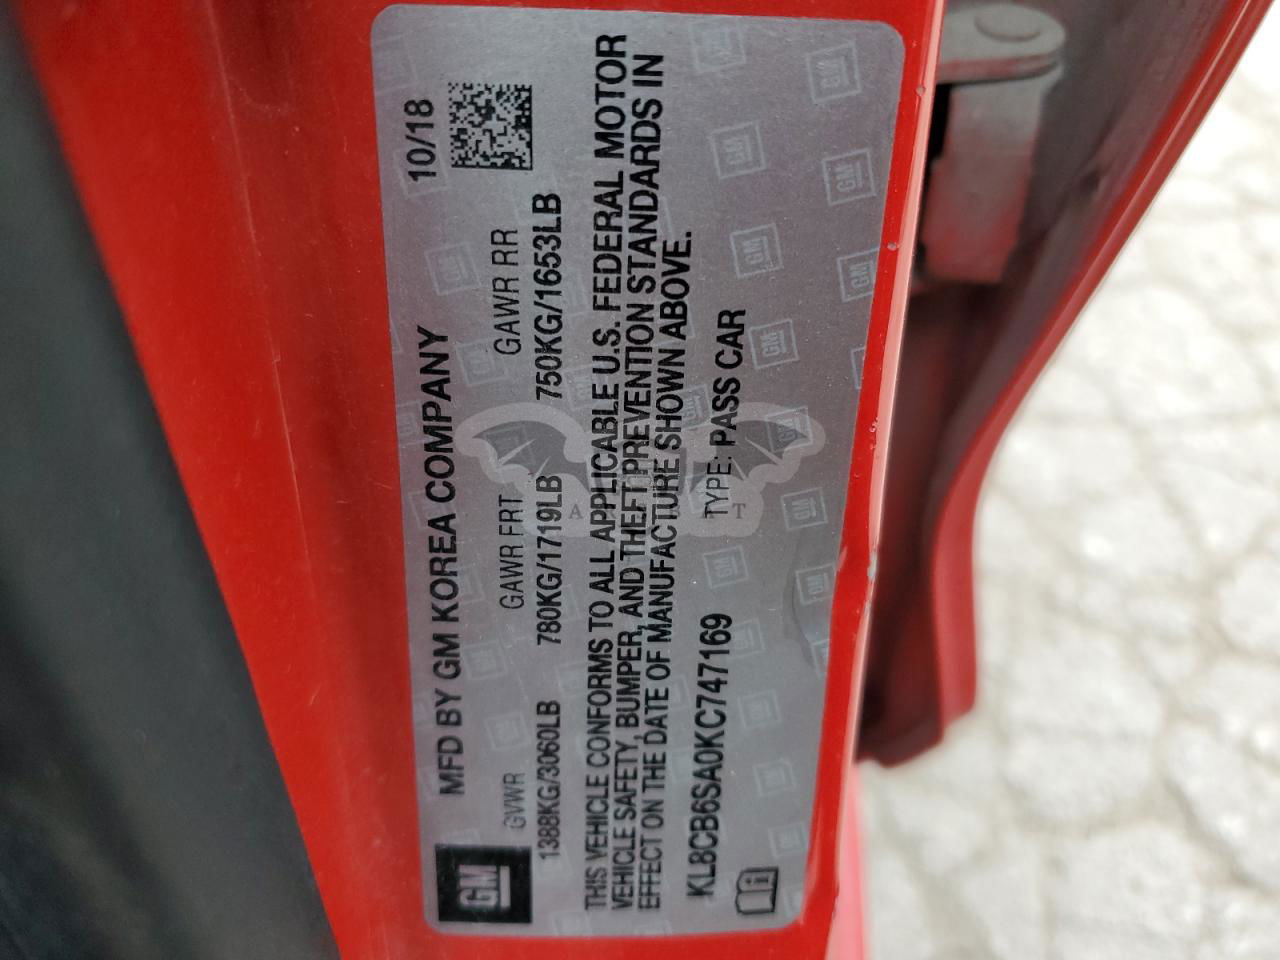 MFD BY GM KOREA COMPANY
10/18
GM
GVWR GAWR FRT GAWR RR
1388KG/3060LB 780KG/1719LB 750KG/1653LB
THIS VEHICLE CONFORMS TO ALL APPLICABLE U.S. FEDERAL MOTOR
VEHICLE SAFETY, BUMPER, AND THEFT PREVENTION STANDARDS IN
EFFECT ON THE DATE OF MANUFACTURE SHOWN ABOVE.
KL8CB6SA0KC747169 TYPE: PASS CAR